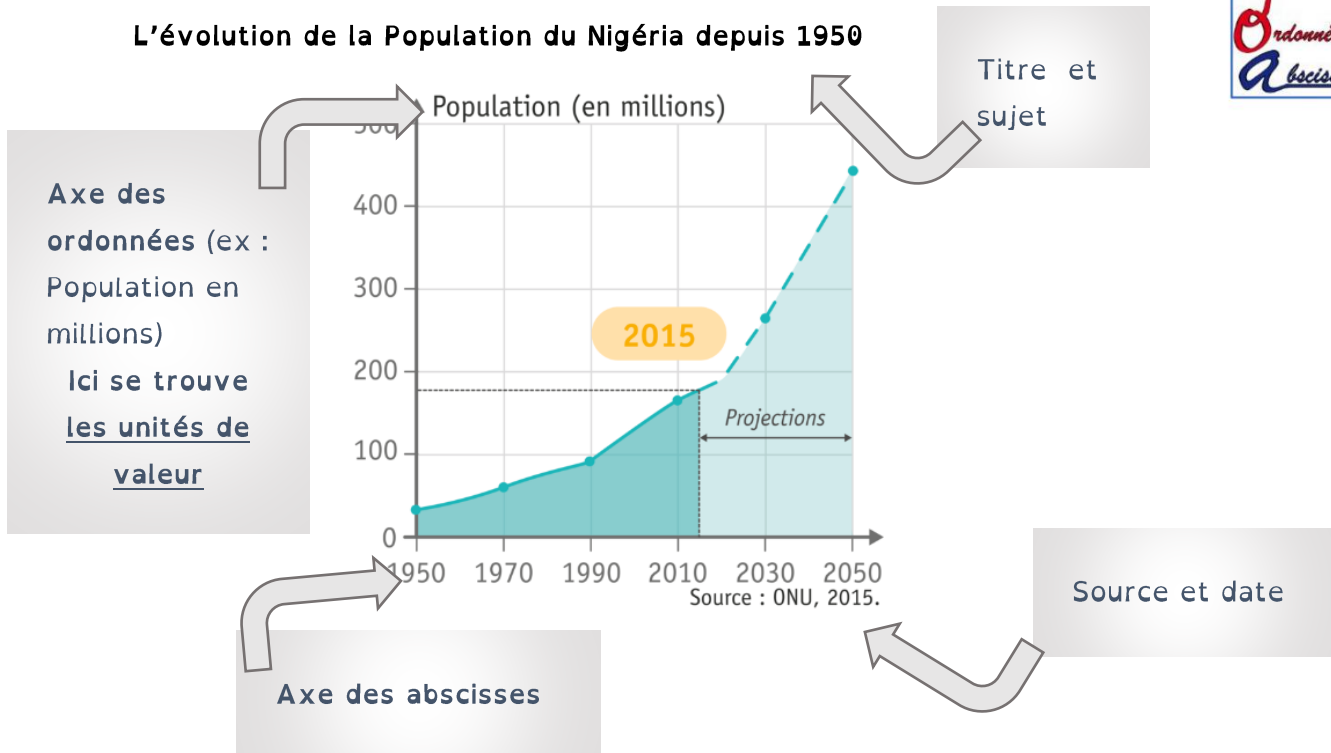 L'évolution de la Population du Nigéria depuis 1950
Titre et
sujet
Population (en millions)
Axe des
ordonnées (ex :
Population en
millions)
Ici se trouve
les unités de
valeur
500
400
300
200
100
0
2015
Projections
1950 1970 1990 2010 2030 2050
Source : ONU, 2015.
Source et date
Axe des abscisses